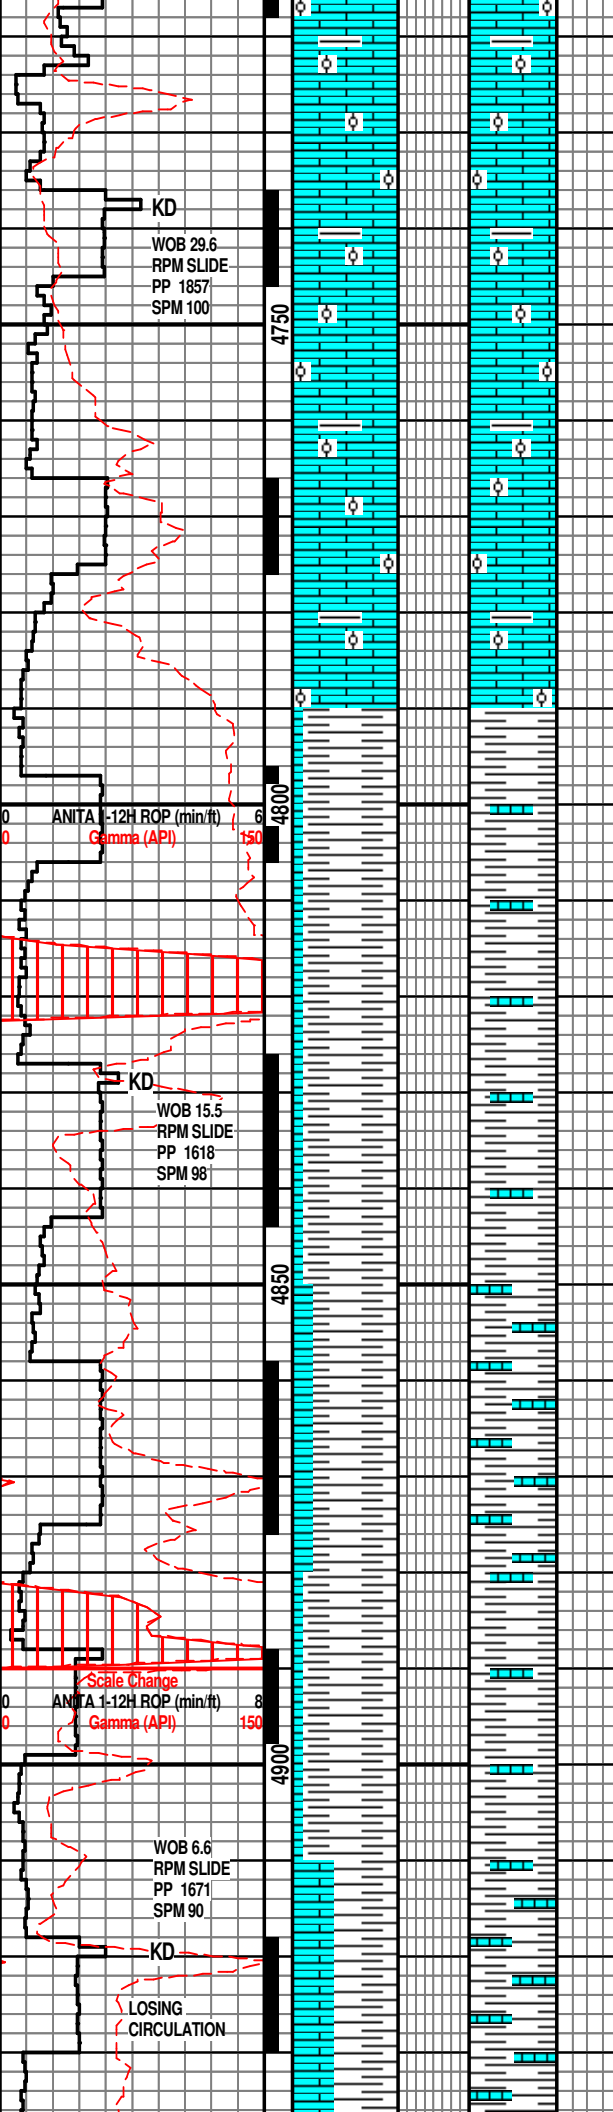 KD
WOB 29.6
RPM SLIDE
PP 1857
SPM 100
4750
4800
0 ANITA 1-12H ROP (min/ft) 6
0 Gamma (API) 150
KD
WOB 15.5
RPM SLIDE
PP 1618
SPM 98
4850
Scale Change
0 ANITA 1-12H ROP (min/ft) 8
0 Gamma (API) 150
4900
WOB 6.6
RPM SLIDE
PP 1671
SPM 90
KD
LOSING
CIRCULATION